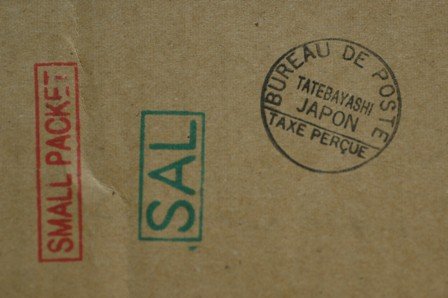 SMALL PACKET
SAL
BUREAU DE POSTE
TATEBAYASHI
JAPON
TAXE PERÇUE